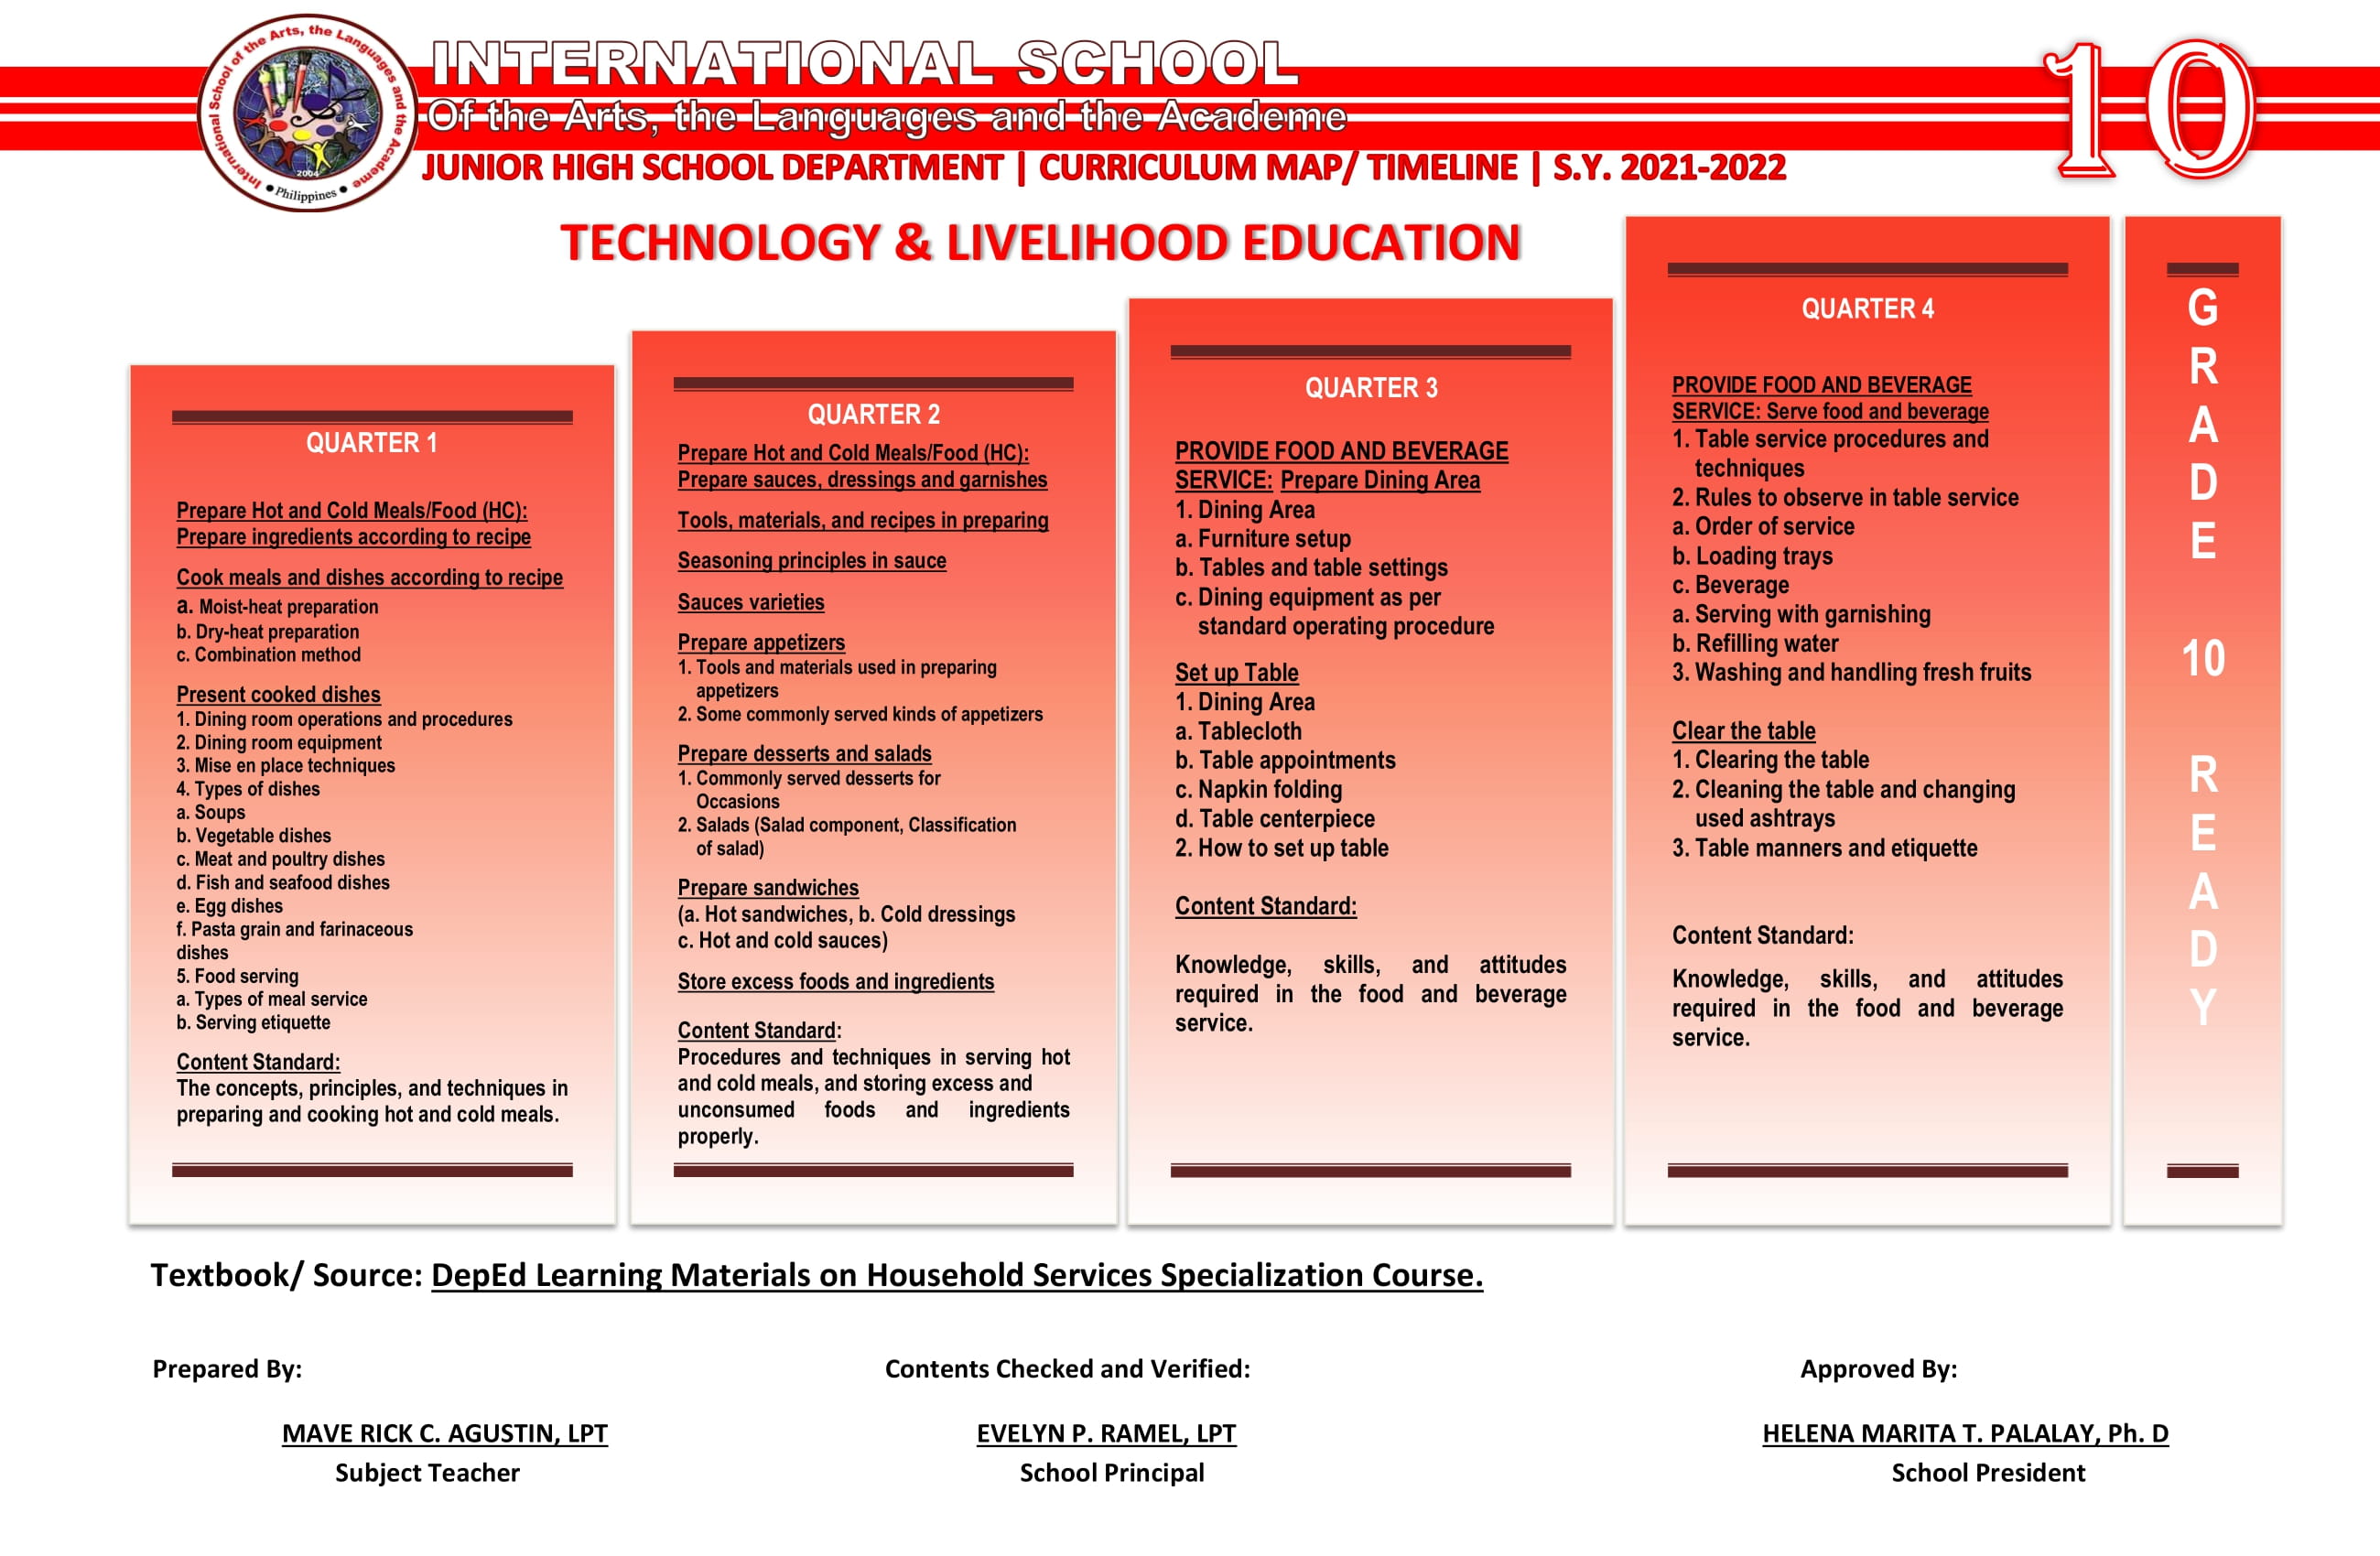 International School of the Arts, the Languages and the Academe
2004
Philippines
INTERNATIONAL SCHOOL
Of the Arts, the Languages and the Academe
JUNIOR HIGH SCHOOL DEPARTMENT | CURRICULUM MAP/ TIMELINE | S.Y. 2021-2022
10
TECHNOLOGY & LIVELIHOOD EDUCATION
QUARTER 1
Prepare Hot and Cold Meals/Food (HC):
Prepare ingredients according to recipe
Cook meals and dishes according to recipe
a. Moist-heat preparation
b. Dry-heat preparation
c. Combination method
Present cooked dishes
1. Dining room operations and procedures
2. Dining room equipment
3. Mise en place techniques
4. Types of dishes
a. Soups
b. Vegetable dishes
c. Meat and poultry dishes
d. Fish and seafood dishes
e. Egg dishes
f. Pasta grain and farinaceous
dishes
5. Food serving
a. Types of meal service
b. Serving etiquette
Content Standard:
The concepts, principles, and techniques in
preparing and cooking hot and cold meals.
QUARTER 2
Prepare Hot and Cold Meals/Food (HC):
Prepare sauces, dressings and garnishes
Tools, materials, and recipes in preparing
Seasoning principles in sauce
Sauces varieties
Prepare appetizers
1. Tools and materials used in preparing
appetizers
2. Some commonly served kinds of appetizers
Prepare desserts and salads
1. Commonly served desserts for
Occasions
2. Salads (Salad component, Classification
of salad)
Prepare sandwiches
(a. Hot sandwiches, b. Cold dressings
c. Hot and cold sauces)
Store excess foods and ingredients
Content Standard:
Procedures and techniques in serving hot
and cold meals, and storing excess and
unconsumed foods and ingredients
properly.
QUARTER 3
PROVIDE FOOD AND BEVERAGE
SERVICE: Prepare Dining Area
1. Dining Area
a. Furniture setup
b. Tables and table settings
c. Dining equipment as per
standard operating procedure
Set up Table
1. Dining Area
a. Tablecloth
b. Table appointments
c. Napkin folding
d. Table centerpiece
2. How to set up table
Content Standard:
Knowledge, skills, and attitudes
required in the food and beverage
service.
QUARTER 4
PROVIDE FOOD AND BEVERAGE
SERVICE: Serve food and beverage
1. Table service procedures and
techniques
2. Rules to observe in table service
a. Order of service
b. Loading trays
c. Beverage
a. Serving with garnishing
b. Refilling water
3. Washing and handling fresh fruits
Clear the table
1. Clearing the table
2. Cleaning the table and changing
used ashtrays
3. Table manners and etiquette
Content Standard:
Knowledge, skills, and attitudes
required in the food and beverage
service.
G
R
A
D
E
10
R
E
A
D
Y
Textbook/ Source: DepEd Learning Materials on Household Services Specialization Course.
Prepared By:
Contents Checked and Verified:
Approved By:
MAVE RICK C. AGUSTIN, LPT
EVELYN P. RAMEL, LPT
HELENA MARITA T. PALALAY, Ph. D
Subject Teacher
School Principal
School President